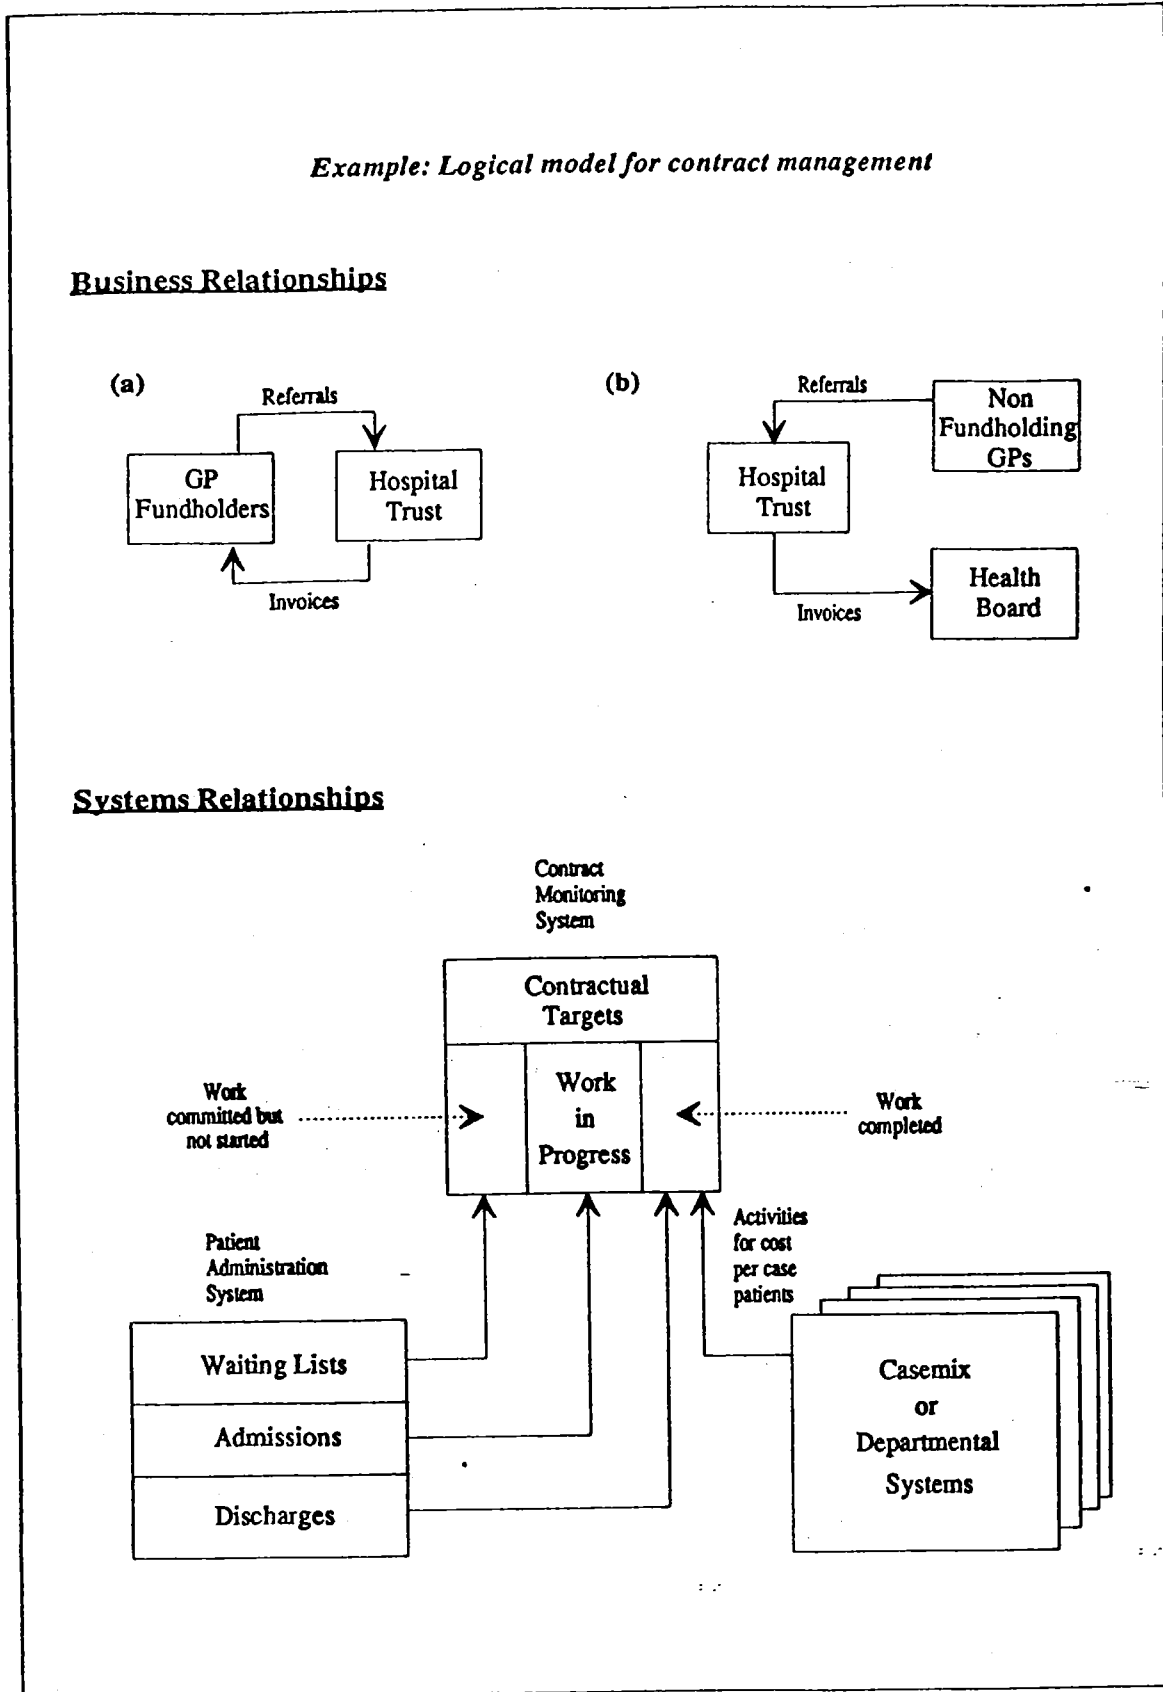 Example: Logical model for contract management
Business Relationships
(a)
Referrals
GP
Fundholders
Hospital
Trust
Invoices
(b)
Referrals
Non
Fundholding
GPs
Hospital
Trust
Invoices
Health
Board
Systems Relationships
Contract
Monitoring
System
Contractual
Targets
Work
committed but
not started
Work
in
Progress
Work
completed
Patient
Administration
System
Activities
for cost
per case
patients
Waiting Lists
Admissions
Discharges
Casemix
or
Departmental
Systems